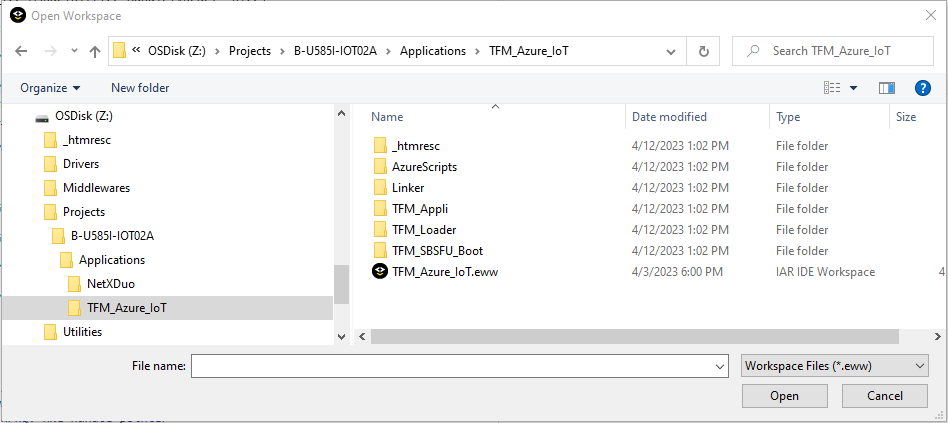 Open Workspace
« OSDisk (Z:) > Projects > B-U585I-IOT02A > Applications > TFM_Azure_IoT
Search TFM_Azure_IoT
Organize
New folder
OSDisk (Z:)
_htmresc
Drivers
Middlewares
Projects
B-U585I-IOT02A
Applications
NetXDuo
TFM_Azure_IoT
Utilities
Name Date modified Type Size
_htmresc 4/12/2023 1:02 PM File folder
AzureScripts 4/12/2023 1:02 PM File folder
Linker 4/12/2023 1:02 PM File folder
TFM_Appli 4/12/2023 1:02 PM File folder
TFM_Loader 4/12/2023 1:02 PM File folder
TFM_SBSFU_Boot 4/12/2023 1:02 PM File folder
TFM_Azure_IoT.eww 4/3/2023 6:00 PM IAR IDE Workspace 4
File name:
Workspace Files (*.eww)
Open
Cancel